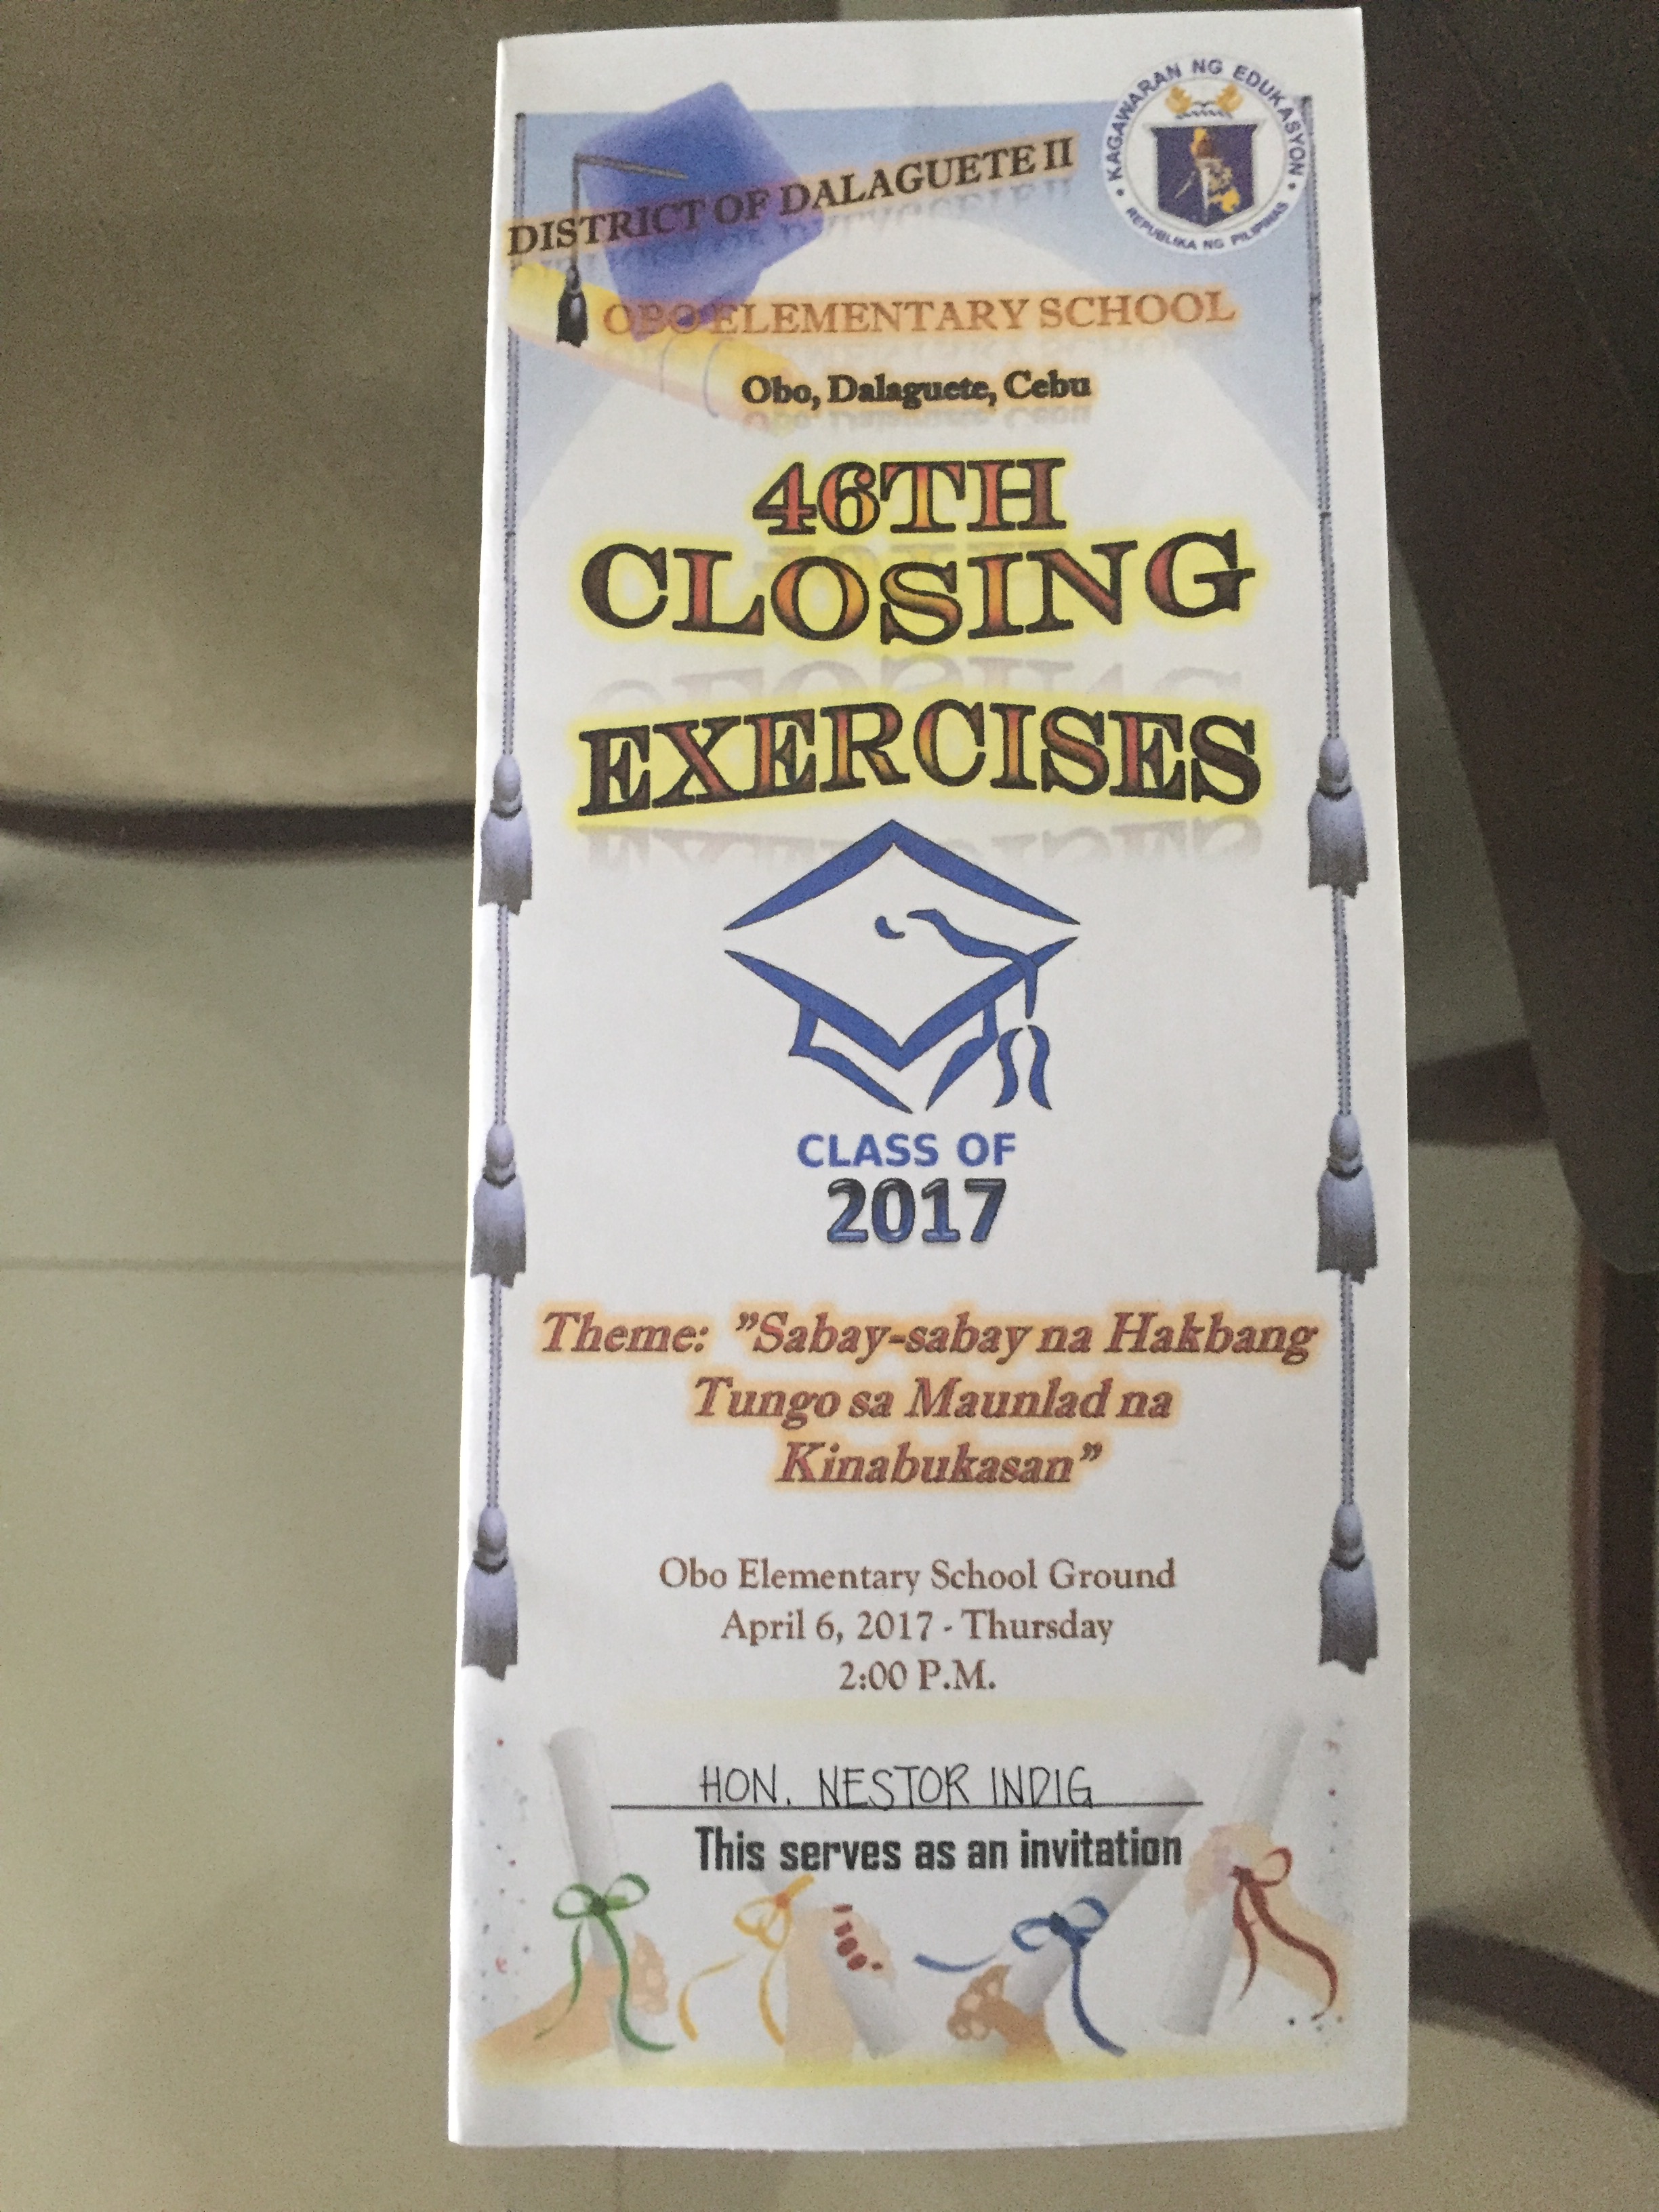 KAGAWARAN NG EDUKASYON
REPUBLIKA NG PILIPINAS
DISTRICT OF DALAGUETE II
OBO ELEMENTARY SCHOOL
Obo, Dalaguete, Cebu
46TH
CLOSING
EXERCISES
CLASS OF
2017
Theme: ”Sabay-sabay na Hakbang
Tungo sa Maunlad na
Kinabukasan”
Obo Elementary School Ground
April 6, 2017 - Thursday
2:00 P.M.
HON. NESTOR INDIG
This serves as an invitation